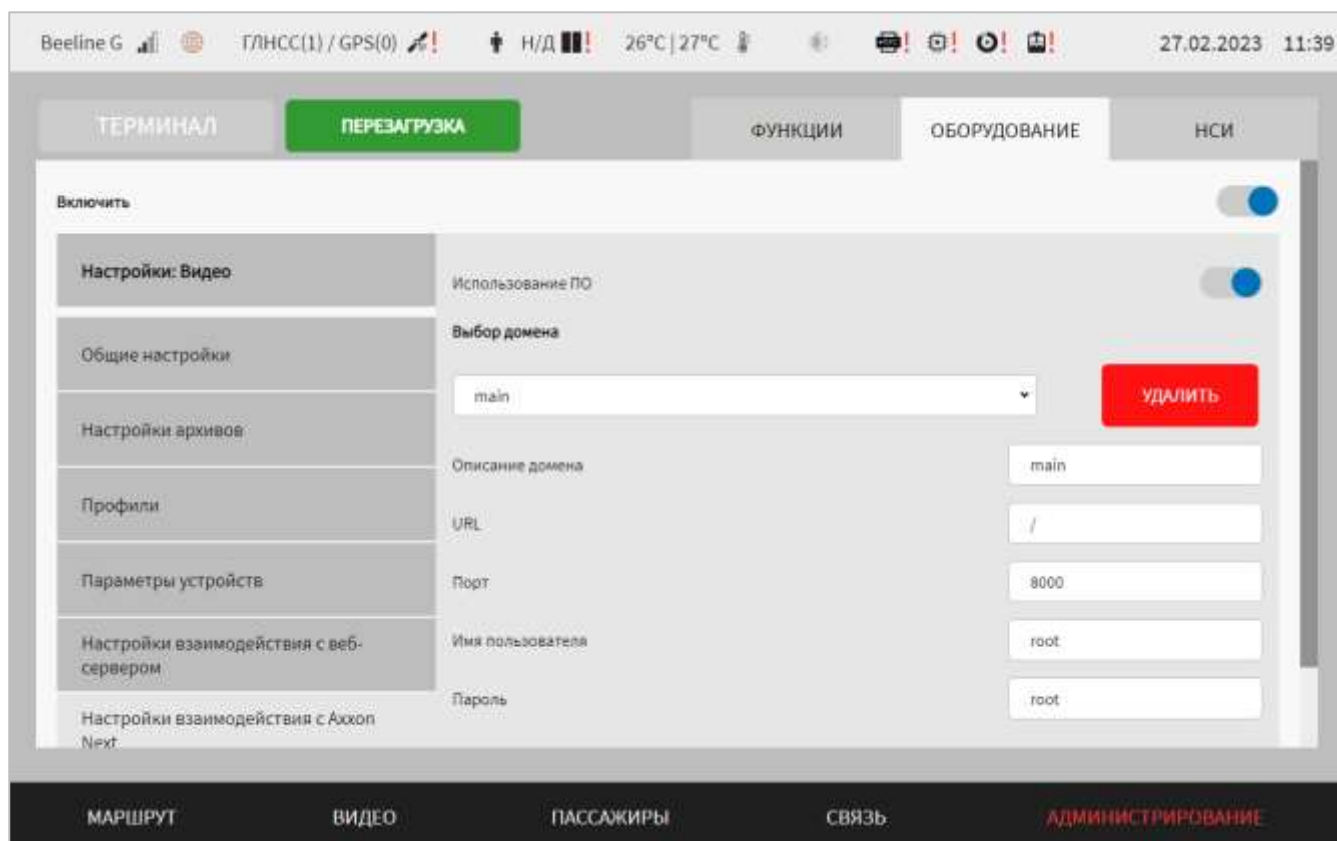 Beeline G ГЛНСС(1) / GPS(0) ! Н/Д ! 26°C | 27°C ! ! ! ! 27.02.2023 11:39
ТЕРМИНАЛ ПЕРЕЗАГРУЗКА ФУНКЦИИ ОБОРУДОВАНИЕ НСИ
Включить
Настройки: Видео
Общие настройки
Настройки архивов
Профили
Параметры устройств
Настройки взаимодействия с веб-
сервером
Настройки взаимодействия с Axxon
Next
Использование ПО
Выбор домена
main УДАЛИТЬ
Описание домена main
URL /
Порт 8000
Имя пользователя root
Пароль root
МАРШРУТ ВИДЕО ПАССАЖИРЫ СВЯЗЬ АДМИНИСТРИРОВАНИЕ